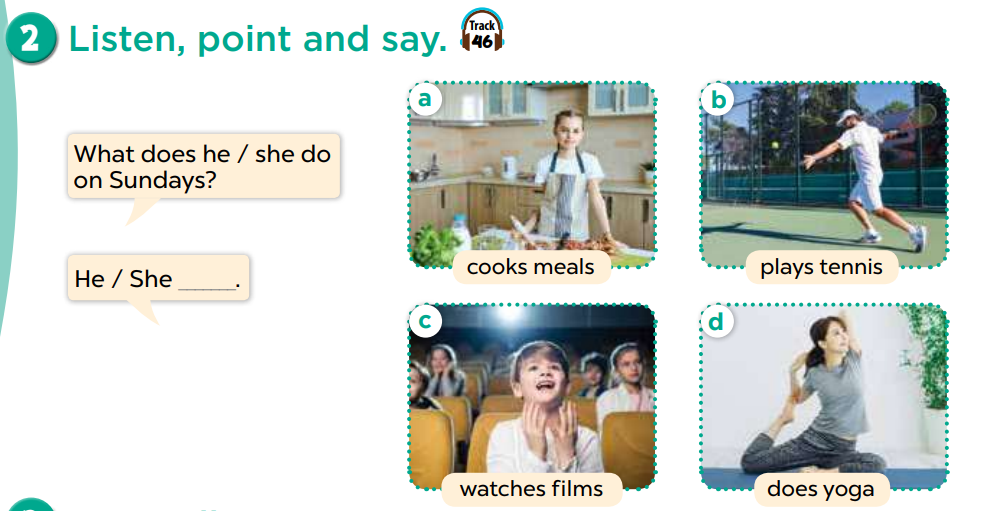 2 Listen, point and say. Track 46
What does he / she do
on Sundays?
He / She ______.
a
cooks meals
b
plays tennis
c
watches films
d
does yoga